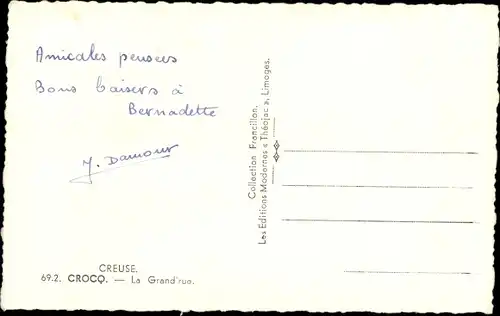 Amicales pensées
Bons baisers à
Bernadette
J. Damour
CREUSE.
69.2. CROCQ. — La Grand'rue.
Collection Francillon.
Les Editions Modernes « Théojac », Limoges.